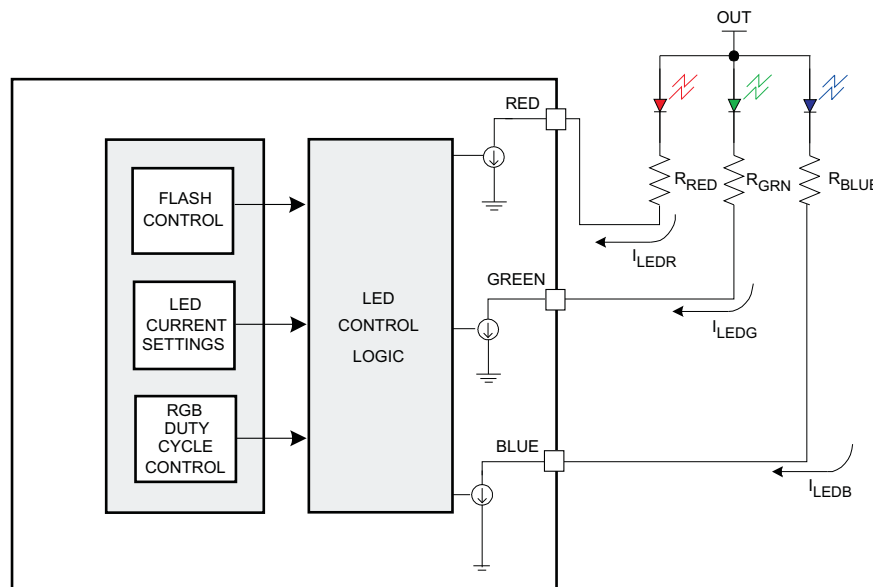 OUT
RED
R_RED
R_GRN
R_BLUE
FLASH
CONTROL
I_LEDR
GREEN
LED
CURRENT
SETTINGS
LED
CONTROL
LOGIC
I_LEDG
RGB
DUTY
CYCLE
CONTROL
BLUE
I_LEDB